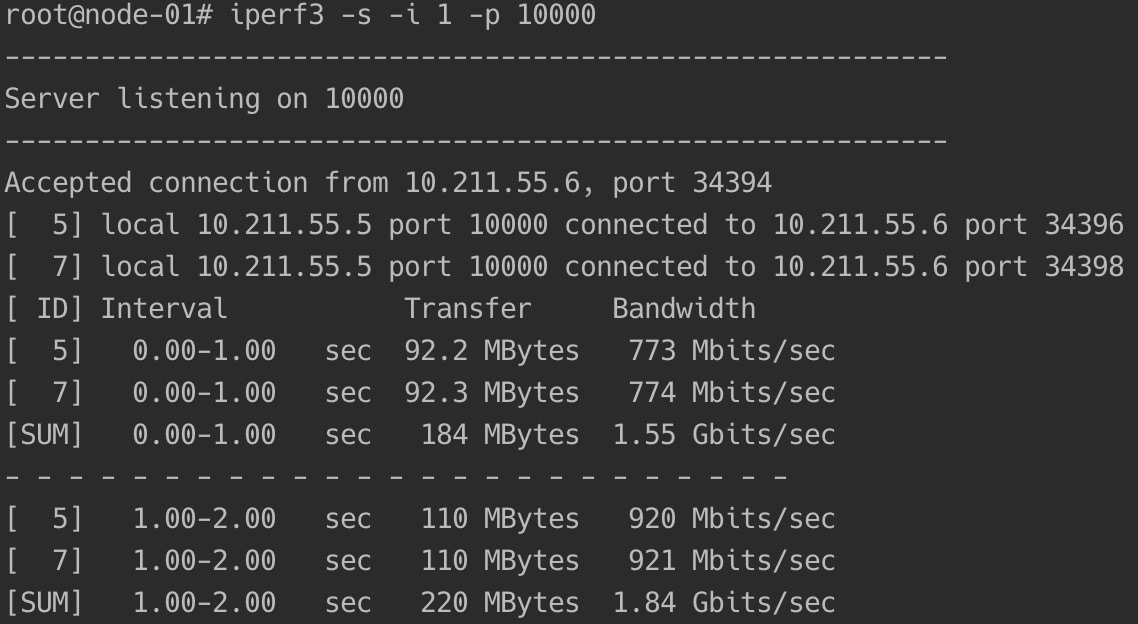 root@node-01# iperf3 -s -i 1 -p 10000
-----------------------------------------------------------
Server listening on 10000
-----------------------------------------------------------
Accepted connection from 10.211.55.6, port 34394
[  5] local 10.211.55.5 port 10000 connected to 10.211.55.6 port 34396
[  7] local 10.211.55.5 port 10000 connected to 10.211.55.6 port 34398
[ ID] Interval           Transfer     Bandwidth
[  5]   0.00-1.00   sec  92.2 MBytes   773 Mbits/sec
[  7]   0.00-1.00   sec  92.3 MBytes   774 Mbits/sec
[SUM]   0.00-1.00   sec   184 MBytes  1.55 Gbits/sec
- - - - - - - - - - - - - - - - - - - - - - - - -
[  5]   1.00-2.00   sec   110 MBytes   920 Mbits/sec
[  7]   1.00-2.00   sec   110 MBytes   921 Mbits/sec
[SUM]   1.00-2.00   sec   220 MBytes  1.84 Gbits/sec